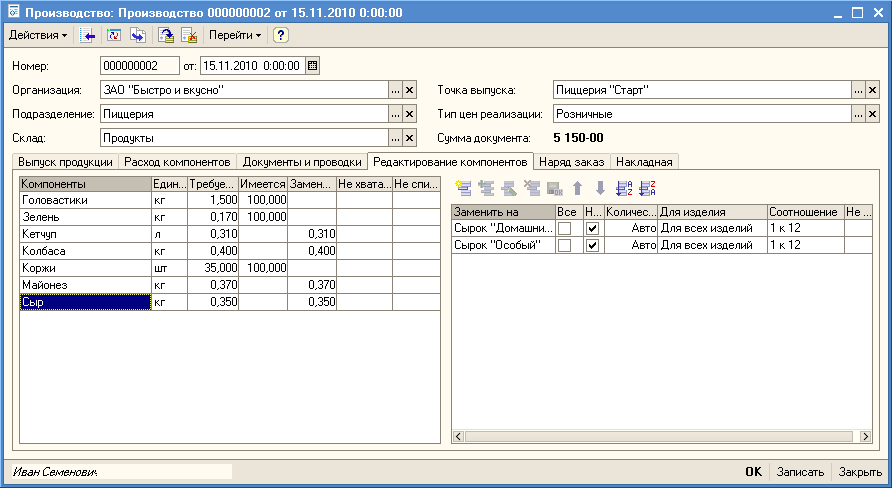 Производство: Производство 000000002 от 15.11.2010 0:00:00
Действия Перейти ?
Номер: 000000002 от: 15.11.2010 0:00:00
Организация: ЗАО "Быстро и вкусно" ... Точка выпуска: Пиццерия "Старт" ...
Подразделение: Пиццерия ... Тип цен реализации: Розничные ...
Склад: Продукты ... Сумма документа: 5 150-00
Выпуск продукции Расход компонентов Документы и проводки Редактирование компонентов Наряд заказ Накладная
Компоненты Един... Требуе... Имеется Замен... Не хвата... Не спи...
Головастики кг 1,500 100,000
Зелень кг 0,170 100,000
Кетчуп л 0,310 0,310
Колбаса кг 0,400 0,400
Коржи шт 35,000 100,000
Майонез кг 0,370 0,370
Сыр кг 0,350 0,350
Заменить на Все Н... Количес... Для изделия Соотношение Не ...
Сырок "Домашни... Авто Для всех изделий 1 к 12
Сырок "Особый" Авто Для всех изделий 1 к 12
Иван Семенович
OK Записать Закрыть